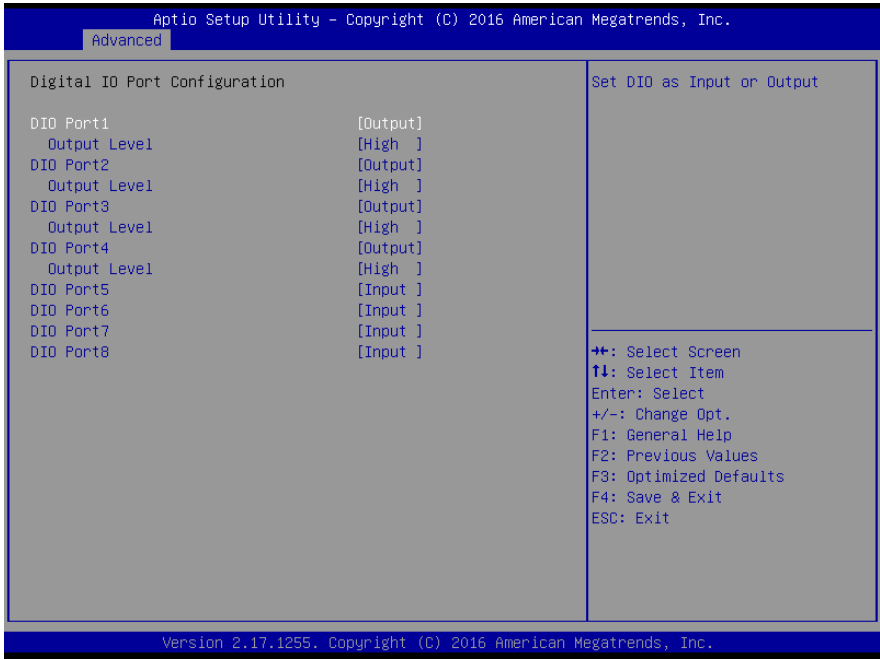 Aptio Setup Utility – Copyright (C) 2016 American Megatrends, Inc.
Advanced
Digital IO Port Configuration
DIO Port1 [Output]
Output Level [High ]
DIO Port2 [Output]
Output Level [High ]
DIO Port3 [Output]
Output Level [High ]
DIO Port4 [Output]
Output Level [High ]
DIO Port5 [Input ]
DIO Port6 [Input ]
DIO Port7 [Input ]
DIO Port8 [Input ]
Set DIO as Input or Output
→←: Select Screen
↑↓: Select Item
Enter: Select
+/-: Change Opt.
F1: General Help
F2: Previous Values
F3: Optimized Defaults
F4: Save & Exit
ESC: Exit
Version 2.17.1255. Copyright (C) 2016 American Megatrends, Inc.